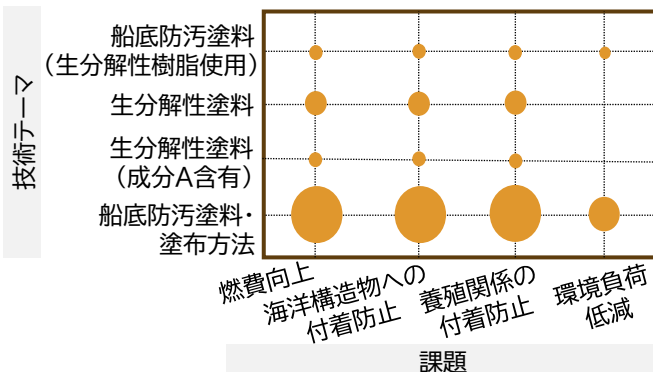 技術テーマ
船底防汚塗料
（生分解性樹脂使用）
生分解性塗料
生分解性塗料
（成分A含有）
船底防汚塗料・
塗布方法
燃費向上
海洋構造物への
付着防止
養殖関係の
付着防止
環境負荷
低減
課題